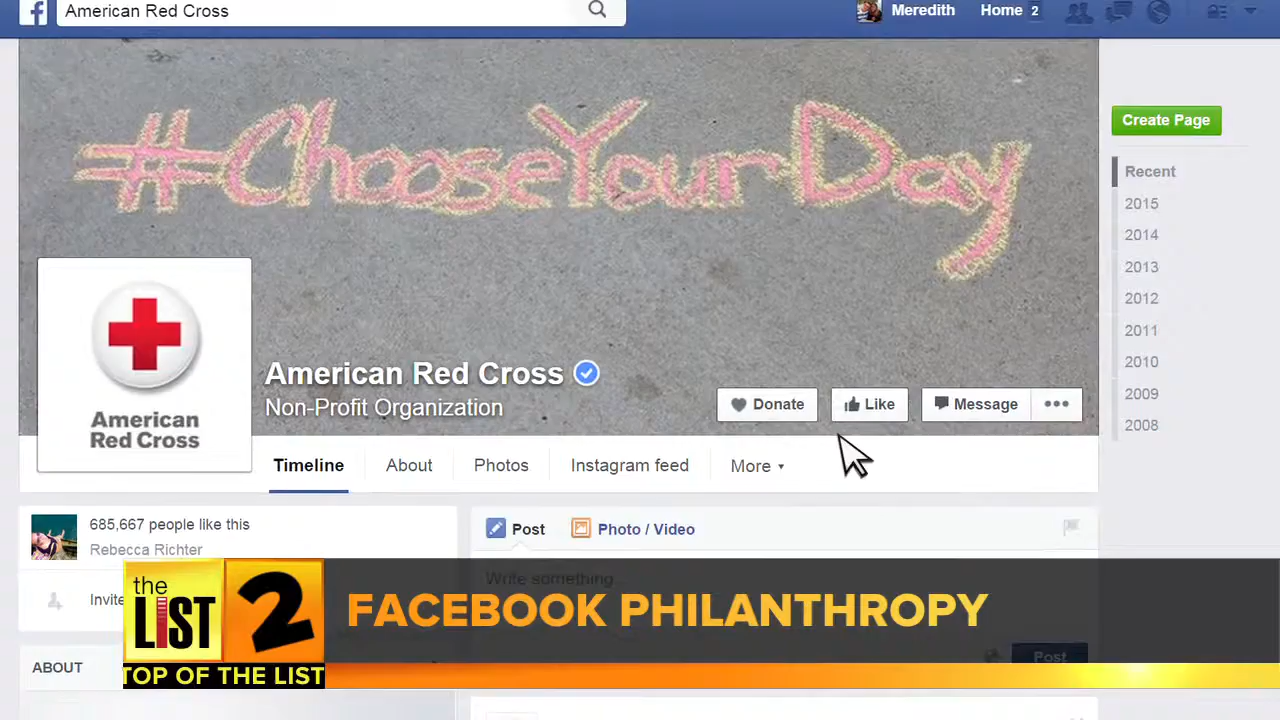 American Red Cross
Meredith
Home 2
#ChooseYourDay
Create Page
Recent
2015
2014
2013
2012
2011
2010
2009
2008
American
Red Cross
American Red Cross
Non-Profit Organization
Donate
Like
Message
Timeline
About
Photos
Instagram feed
More
685,667 people like this
Rebecca Richter
Post
Photo / Video
Write something
Invite
the
LIST
2
FACEBOOK PHILANTHROPY
TOP OF THE LIST
Post
ABOUT